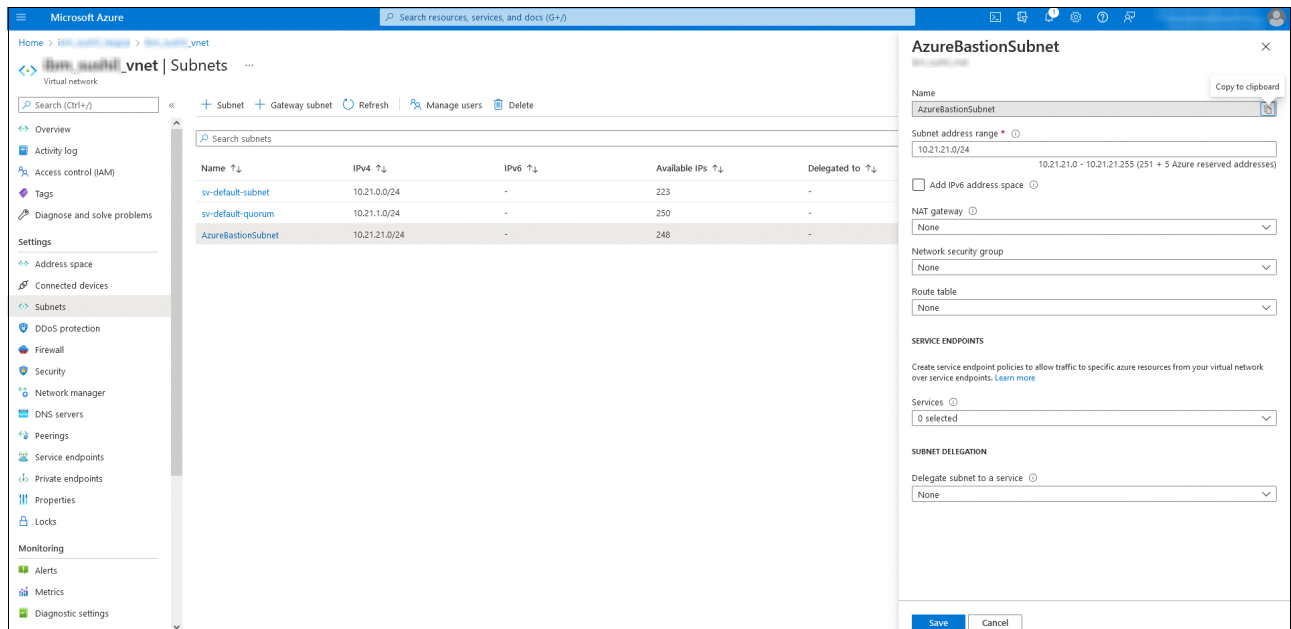 Microsoft Azure
Search resources, services, and docs (G+/)
1
Home > > _vnet
_vnet | Subnets ...
Virtual network
Search (Ctrl+/)
«
Overview
Activity log
Access control (IAM)
Tags
Diagnose and solve problems
Settings
Address space
Connected devices
Subnets
DDoS protection
Firewall
Security
Network manager
DNS servers
Peerings
Service endpoints
Private endpoints
Properties
Locks
Monitoring
Alerts
Metrics
Diagnostic settings
+ Subnet + Gateway subnet Refresh Manage users Delete
Search subnets
Name ↑↓ IPv4 ↑↓ IPv6 ↑↓ Available IPs ↑↓ Delegated to ↑↓
sv-default-subnet 10.21.0.0/24 - 223 -
sv-default-quorum 10.21.1.0/24 - 250 -
AzureBastionSubnet 10.21.21.0/24 - 248 -
AzureBastionSubnet
Copy to clipboard
Name
AzureBastionSubnet
Subnet address range *
10.21.21.0/24
10.21.21.0 - 10.21.21.255 (251 + 5 Azure reserved addresses)
Add IPv6 address space
NAT gateway
None
Network security group
None
Route table
None
SERVICE ENDPOINTS
Create service endpoint policies to allow traffic to specific azure resources from your virtual network
over service endpoints. Learn more
Services
0 selected
SUBNET DELEGATION
Delegate subnet to a service
None
Save Cancel